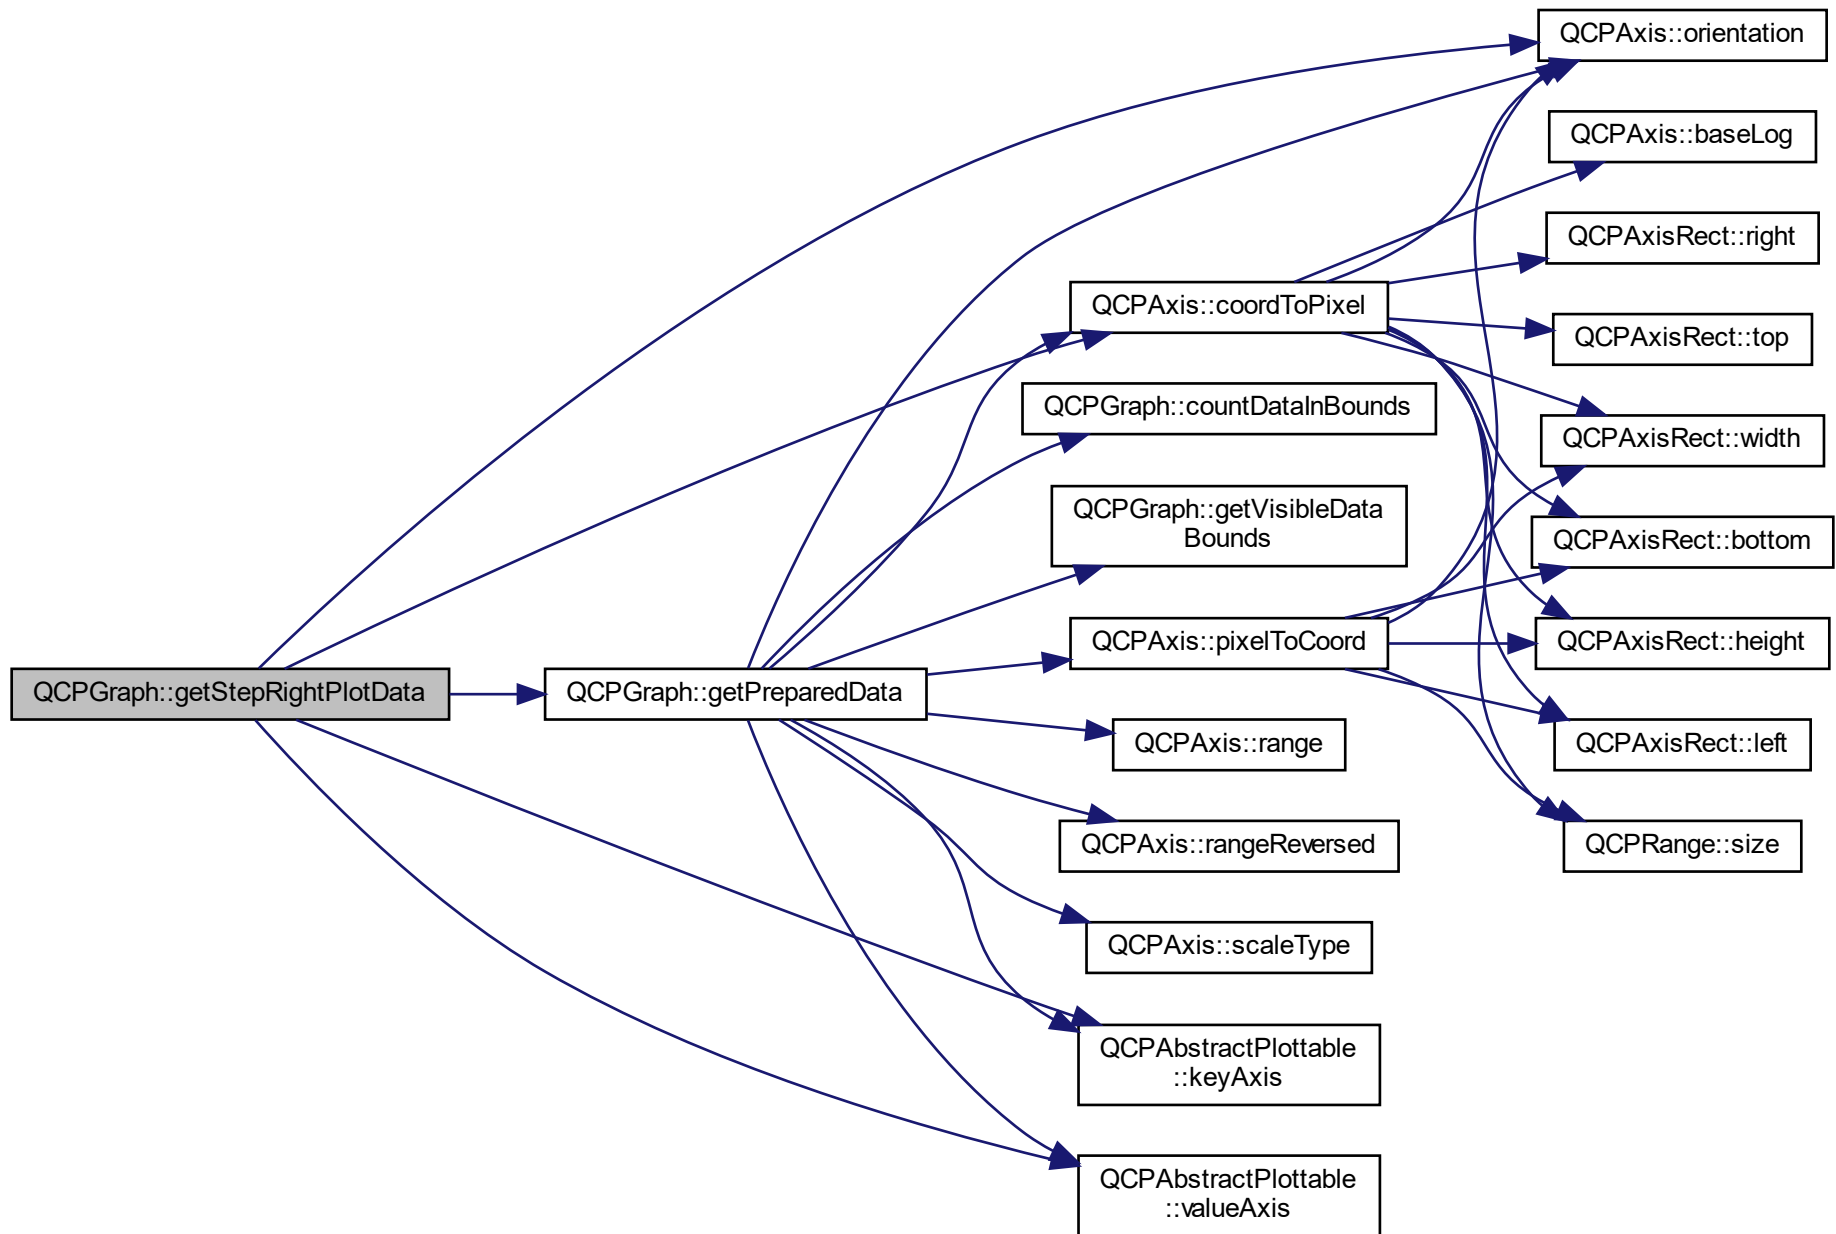 QCPAxis::orientation
QCPAxis::baseLog
QCPAxisRect::right
QCPAxis::coordToPixel
QCPAxisRect::top
QCPGraph::countDataInBounds
QCPAxisRect::width
QCPGraph::getVisibleData
Bounds
QCPAxisRect::bottom
QCPAxis::pixelToCoord
QCPAxisRect::height
QCPGraph::getStepRightPlotData
QCPGraph::getPreparedData
QCPAxis::range
QCPAxisRect::left
QCPAxis::rangeReversed
QCPRange::size
QCPAxis::scaleType
QCPAbstractPlottable
::keyAxis
QCPAbstractPlottable
::valueAxis